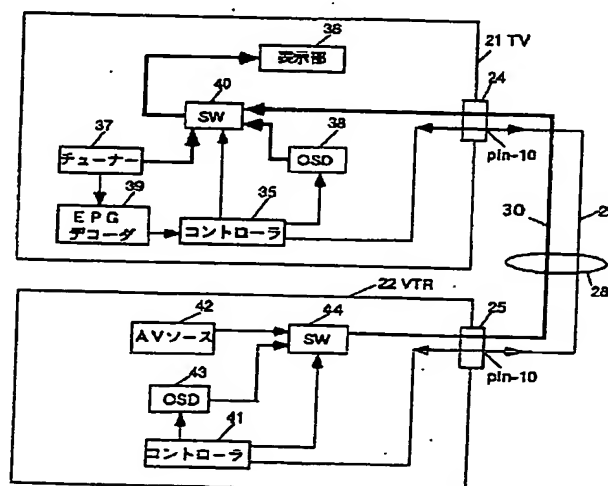 36
表示部
21 TV
24
40
SW
37
チューナー
38
OSD
pin-10
39
EPG
デコーダ
35
コントローラ
30
2
28
22 VTR
42
AVソース
44
SW
25
43
OSD
pin-10
41
コントローラ